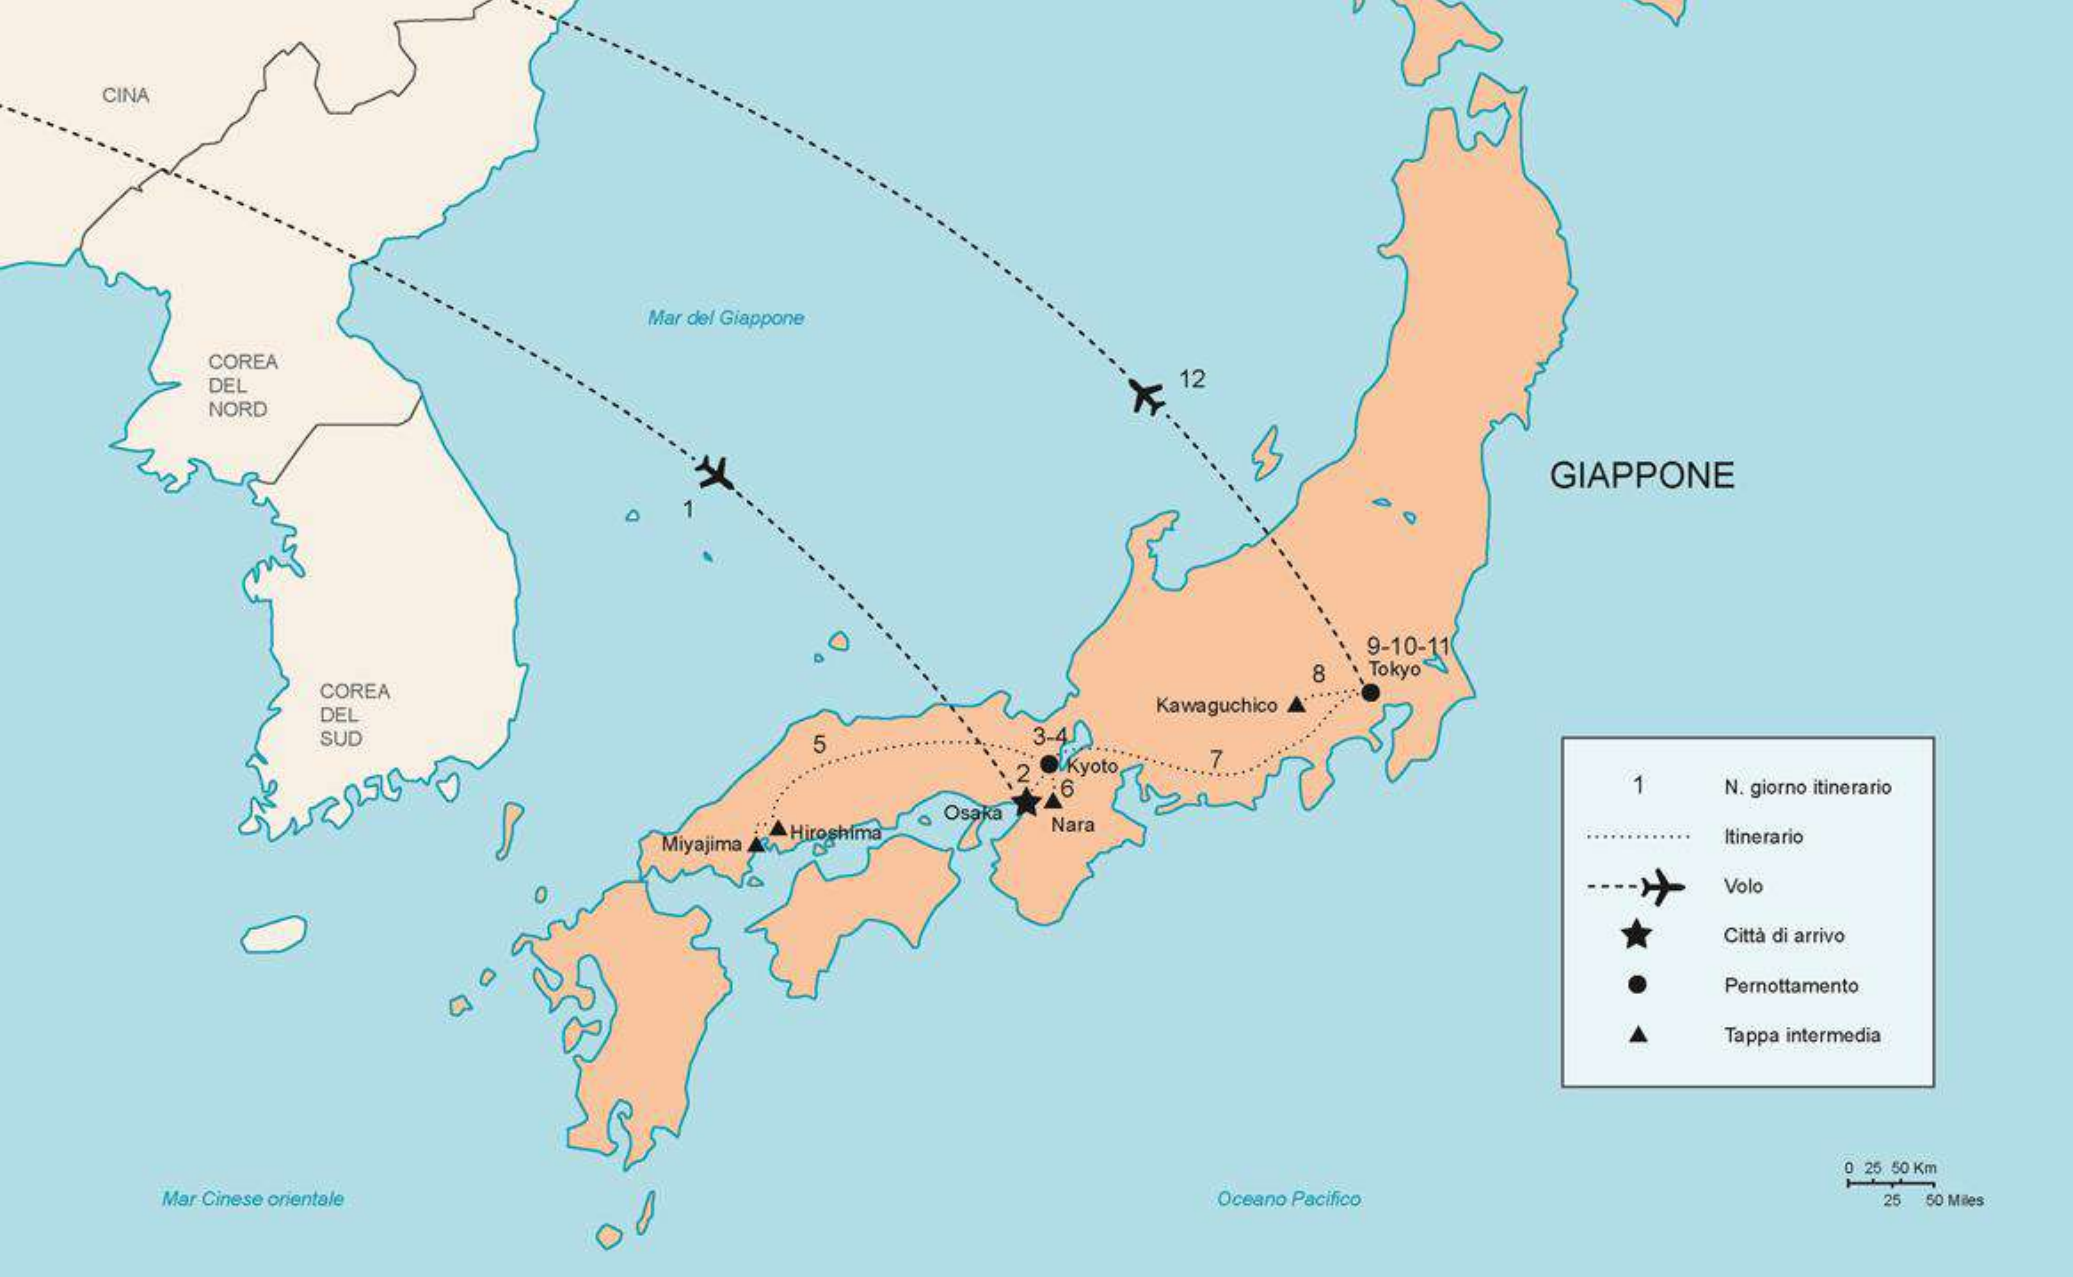 CINA
COREA
DEL
NORD
COREA
DEL
SUD
Mar del Giappone
12
1
GIAPPONE
9-10-11
Tokyo
8
Kawaguchico
3-4
5
7
Kyoto
2
6
Osaka
Nara
Hiroshima
Miyajima
1 N. giorno itinerario
Itinerario
Volo
Città di arrivo
Pernottamento
Tappa intermedia
0 25 50 Km
25 50 Miles
Mar Cinese orientale
Oceano Pacifico